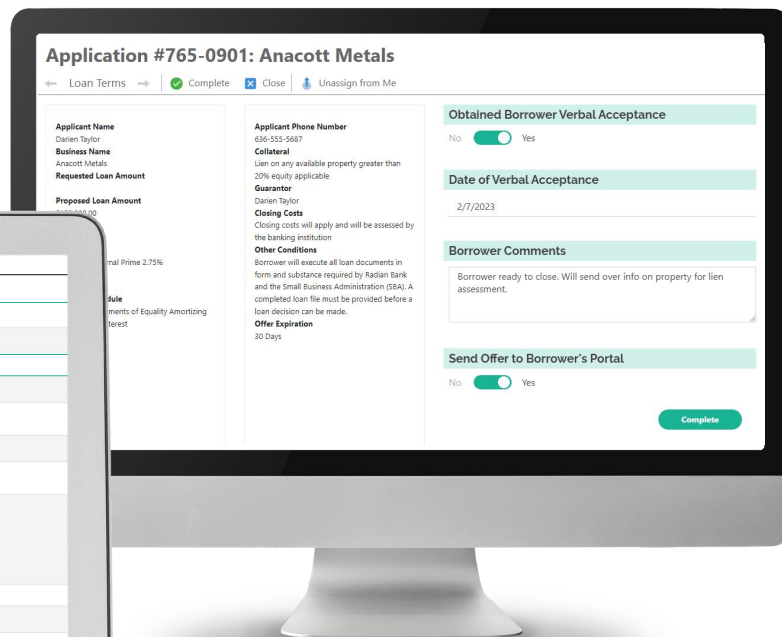 Application #765-0901: Anacott Metals
Loan Terms
Complete
Close
Unassign from Me
Applicant Name
Darien Taylor
Business Name
Anacott Metals
Requested Loan Amount
Proposed Loan Amount
Prime 2.75%
of Equality Amortizing
Applicant Phone Number
636-555-5687
Collateral
Lien on any available property greater than
20% equity applicable
Guarantor
Darien Taylor
Closing Costs
Closing costs will apply and will be assessed by
the banking institution
Other Conditions
Borrower will execute all loan documents in
form and substance required by Radian Bank
and the Small Business Administration (SBA). A
completed loan file must be provided before a
loan decision can be made.
Offer Expiration
30 Days
Obtained Borrower Verbal Acceptance
No Yes
Date of Verbal Acceptance
2/7/2023
Borrower Comments
Borrower ready to close. Will send over info on property for lien
assessment.
Send Offer to Borrower's Portal
No Yes
Complete